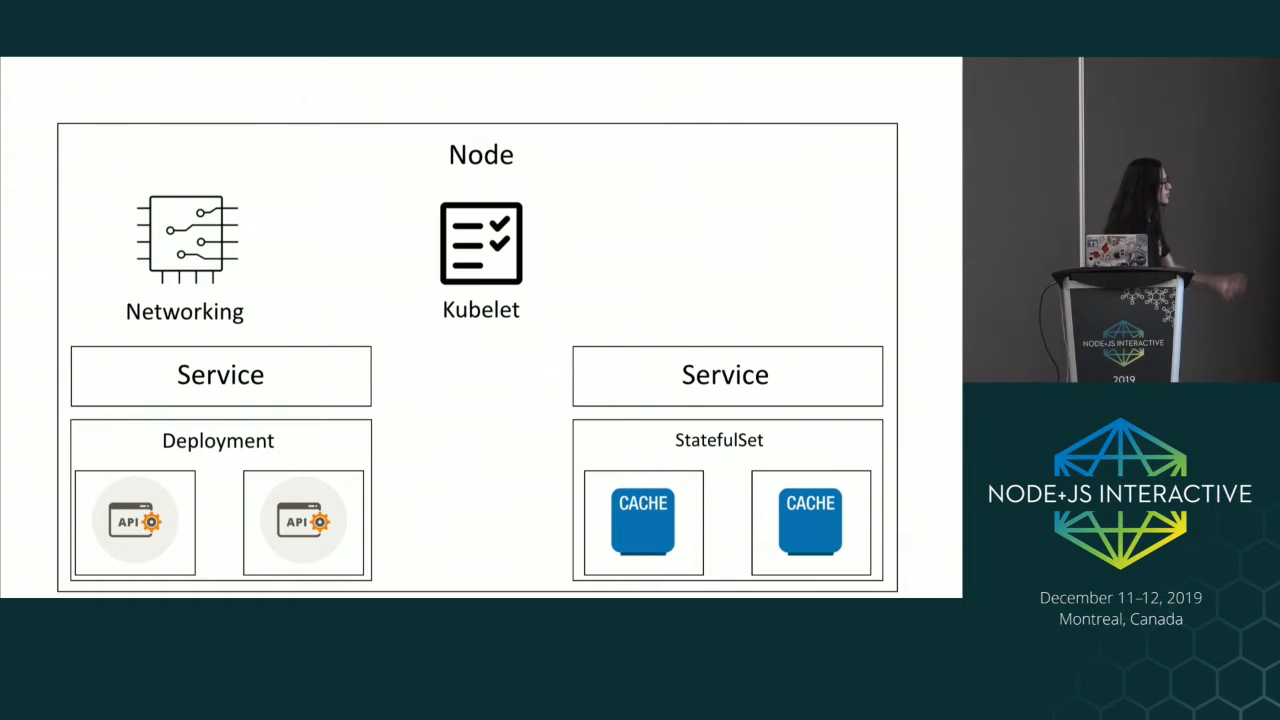 Node
Networking
Kubelet
Service
Service
Deployment
StatefulSet
API
API
CACHE
CACHE
NODE+JS INTERACTIVE
2019
NODE+JS INTERACTIVE
December 11–12, 2019
Montreal, Canada